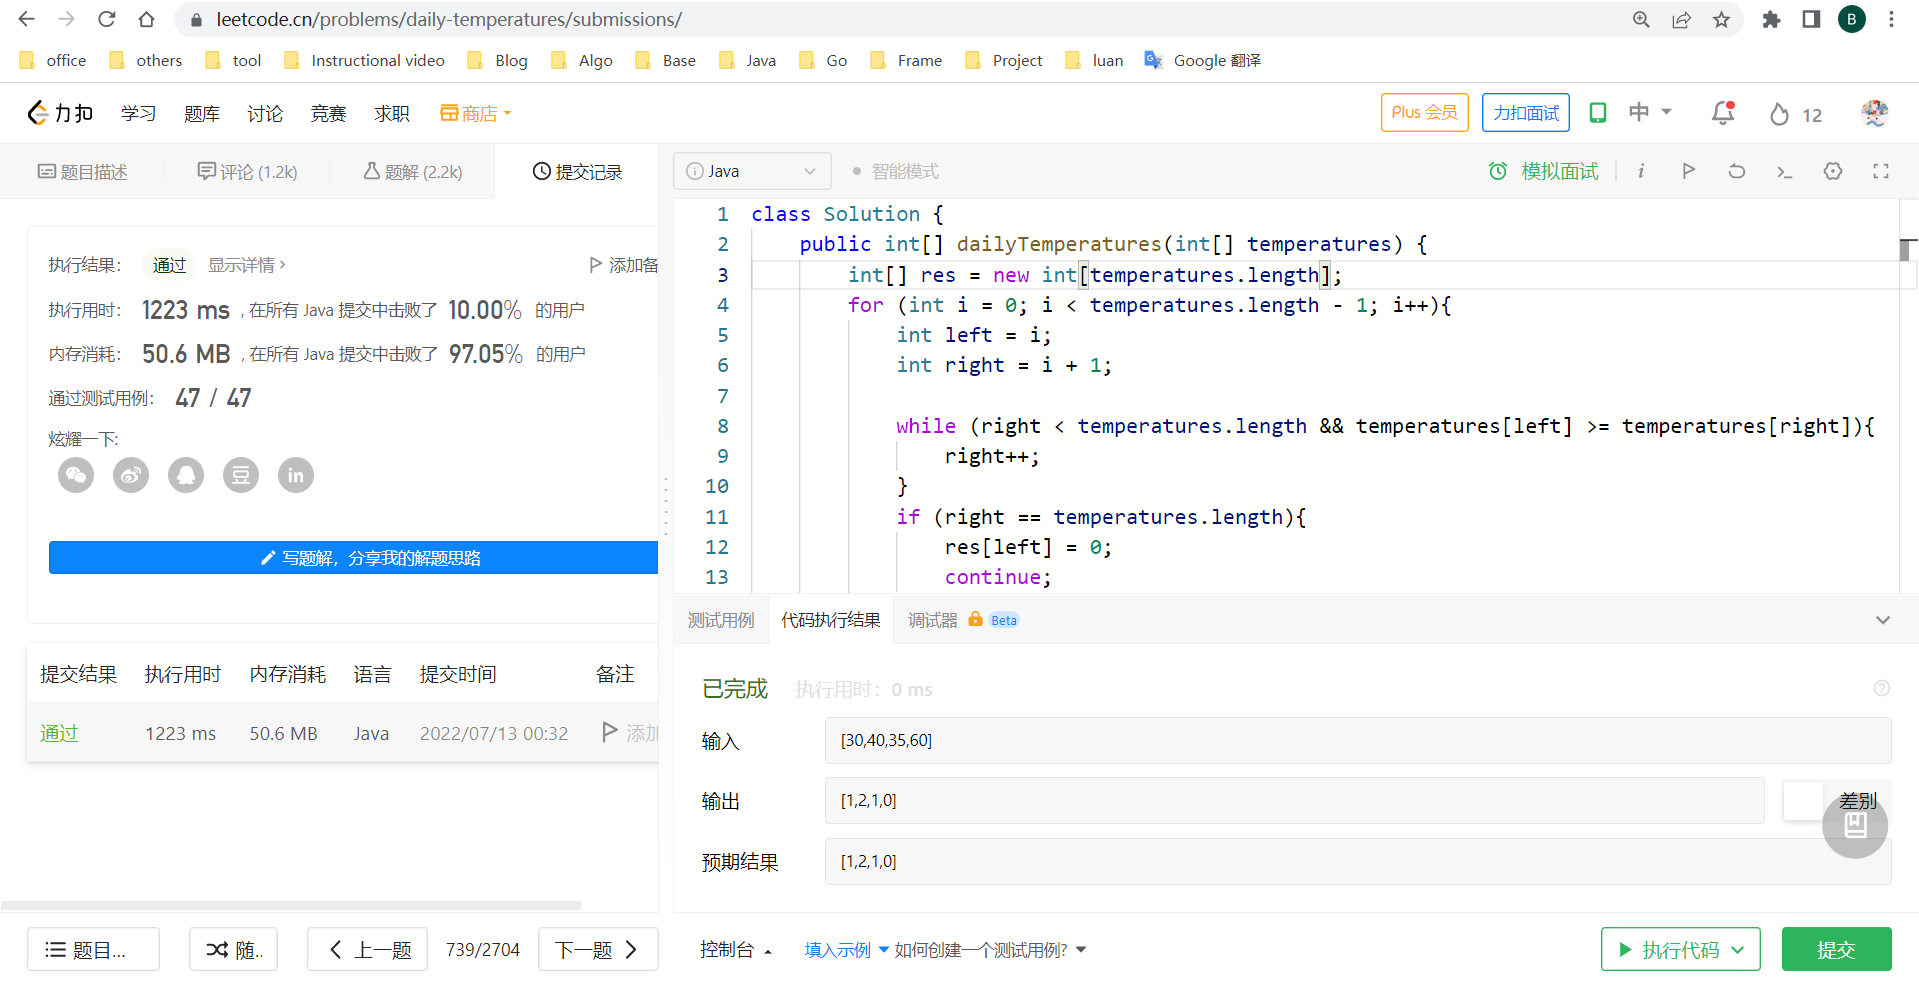 leetcode.cn/problems/daily-temperatures/submissions/
B
office others tool Instructional video Blog Algo Base Java Go Frame Project luan Google 翻译
力扣 学习 题库 讨论 竞赛 求职 商店 Plus 会员 力扣面试 中 12
题目描述 评论 (1.2k) 题解 (2.2k) 提交记录
执行结果： 通过 显示详情 > 添加备
执行用时： 1223 ms , 在所有 Java 提交中击败了 10.00% 的用户
内存消耗： 50.6 MB , 在所有 Java 提交中击败了 97.05% 的用户
通过测试用例： 47 / 47
炫耀一下:
豆 in
写题解，分享我的解题思路
提交结果 执行用时 内存消耗 语言 提交时间 备注
通过 1223 ms 50.6 MB Java 2022/07/13 00:32 添加
题目... 随.. 上一题 739/2704 下一题
Java 智能模式 模拟面试 i
1 class Solution {
2 public int[] dailyTemperatures(int[] temperatures) {
3 int[] res = new int[temperatures.length];
4 for (int i = 0; i < temperatures.length - 1; i++){
5 int left = i;
6 int right = i + 1;
7
8 while (right < temperatures.length && temperatures[left] >= temperatures[right]){
9 right++;
10 }
11 if (right == temperatures.length){
12 res[left] = 0;
13 continue;
测试用例 代码执行结果 调试器 Beta
已完成 执行用时：0 ms
输入 [30,40,35,60]
输出 [1,2,1,0] 差别
预期结果 [1,2,1,0]
控制台 填入示例 如何创建一个测试用例? 执行代码 提交